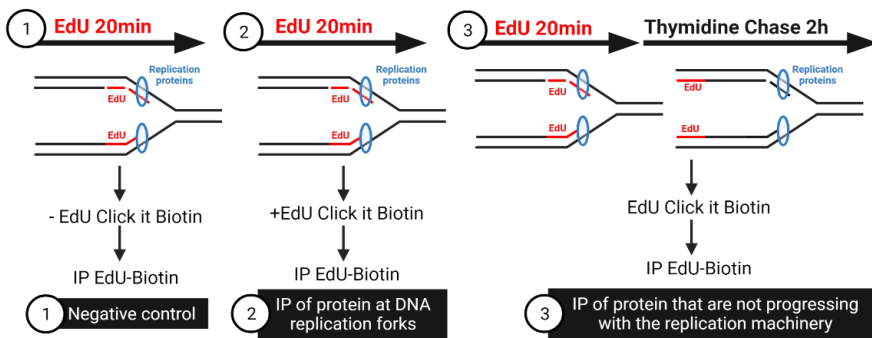 1
EdU 20min
Replication
proteins
EdU
EdU
- EdU Click it Biotin
IP EdU-Biotin
1
Negative control
2
EdU 20min
Replication
proteins
EdU
EdU
+EdU Click it Biotin
IP EdU-Biotin
2
IP of protein at DNA
replication forks
3
EdU 20min
Thymidine Chase 2h
EdU
EdU
EdU
EdU
Replication
proteins
EdU Click it Biotin
IP EdU-Biotin
3
IP of protein that are not progressing
with the replication machinery